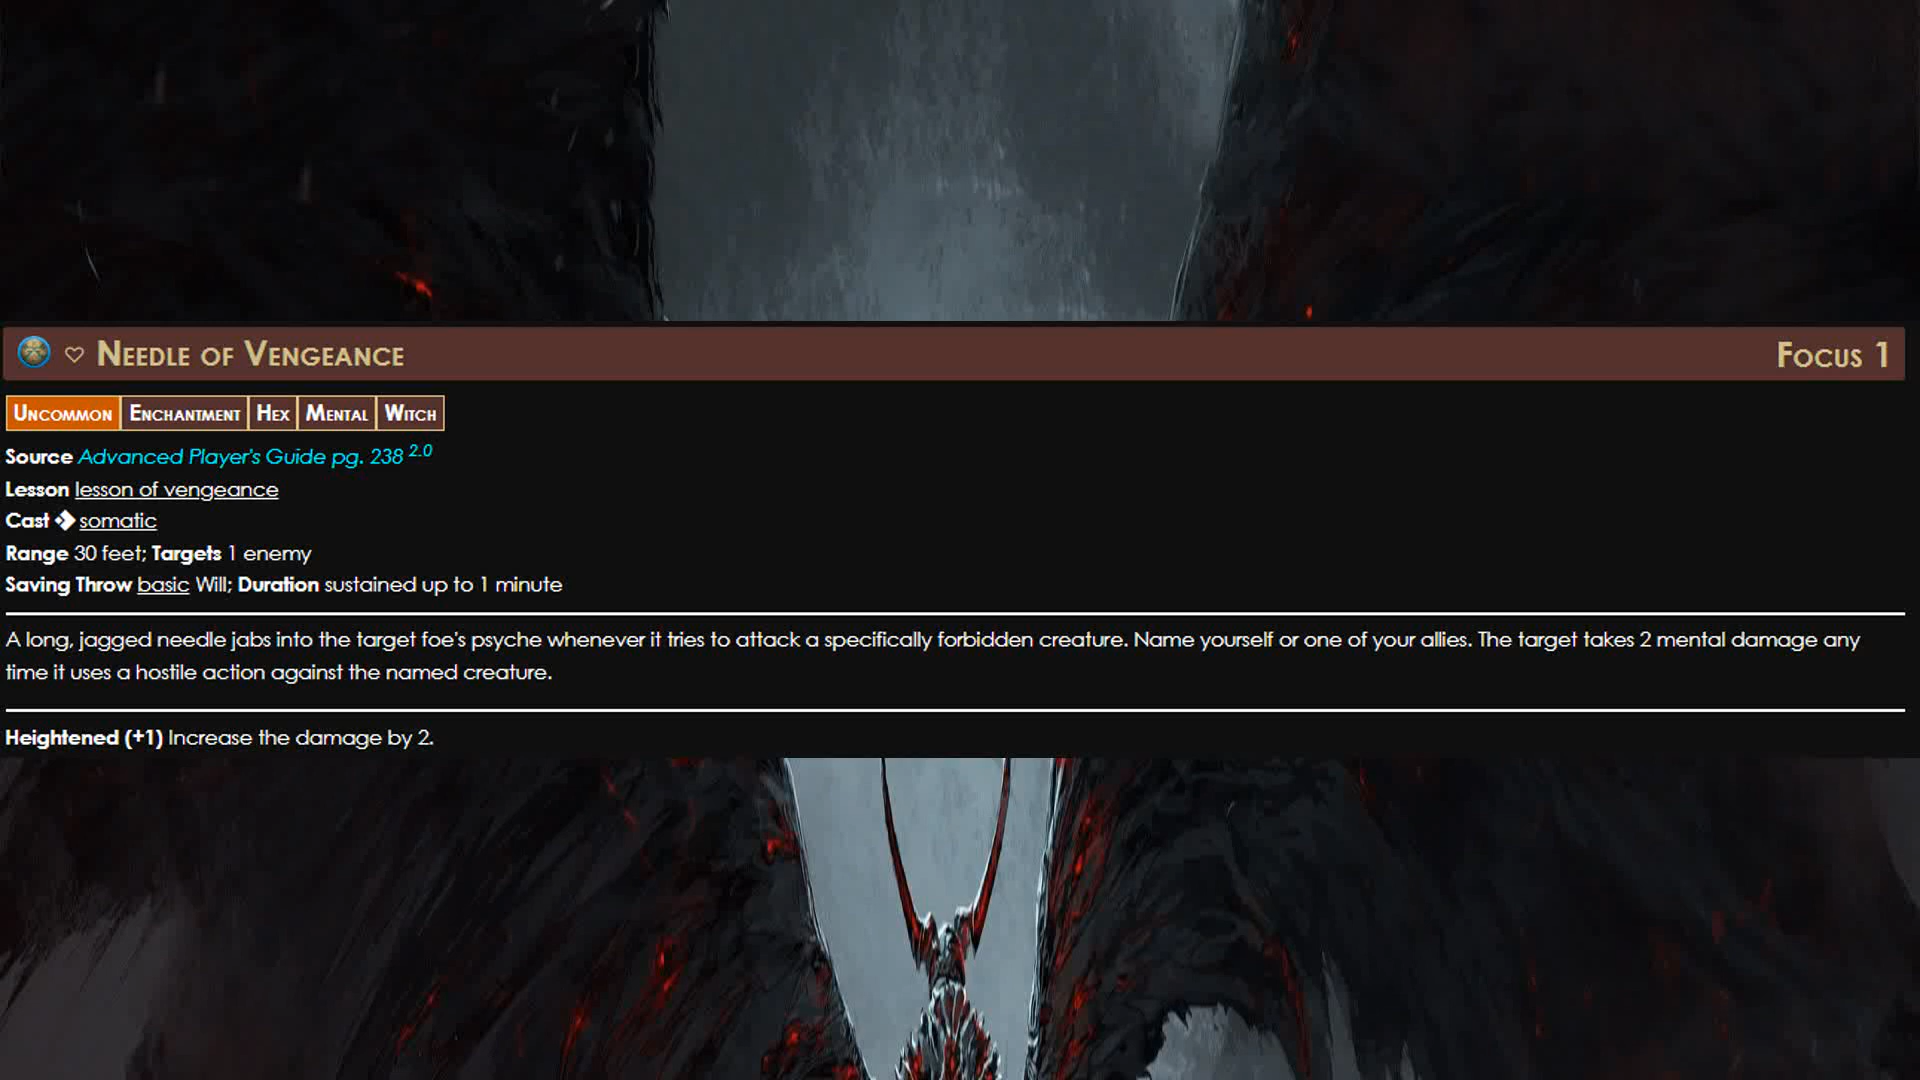 Needle of Vengeance Focus 1
Uncommon Enchantment Hex Mental Witch
Source Advanced Player's Guide pg. 238 2.0
Lesson lesson of vengeance
Cast somatic
Range 30 feet; Targets 1 enemy
Saving Throw basic Will; Duration sustained up to 1 minute
A long, jagged needle jabs into the target foe's psyche whenever it tries to attack a specifically forbidden creature. Name yourself or one of your allies. The target takes 2 mental damage any
time it uses a hostile action against the named creature.
Heightened (+1) Increase the damage by 2.